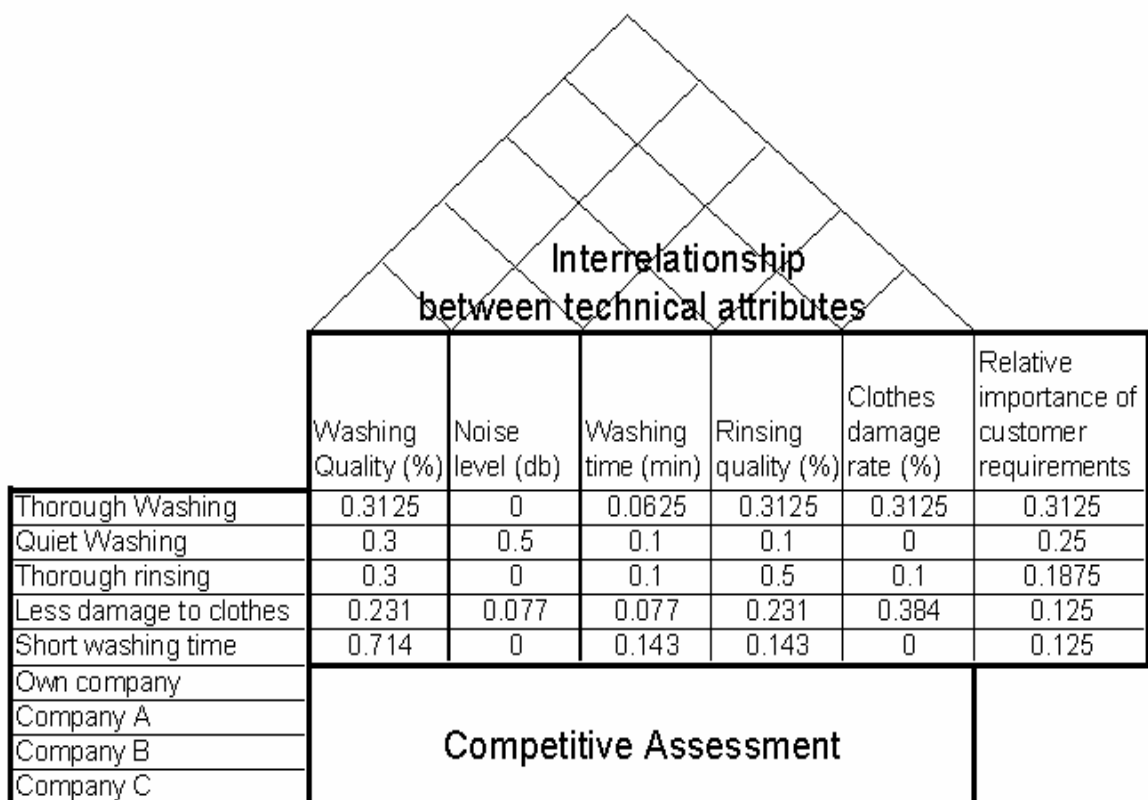 Interrelationship
between technical attributes
Washing Quality (%) Noise level (db) Washing time (min) Rinsing quality (%) Clothes damage rate (%) Relative importance of customer requirements
Thorough Washing 0.3125 0 0.0625 0.3125 0.3125 0.3125
Quiet Washing 0.3 0.5 0.1 0.1 0 0.25
Thorough rinsing 0.3 0 0.1 0.5 0.1 0.1875
Less damage to clothes 0.231 0.077 0.077 0.231 0.384 0.125
Short washing time 0.714 0 0.143 0.143 0 0.125
Own company
Company A
Company B
Company C
Competitive Assessment